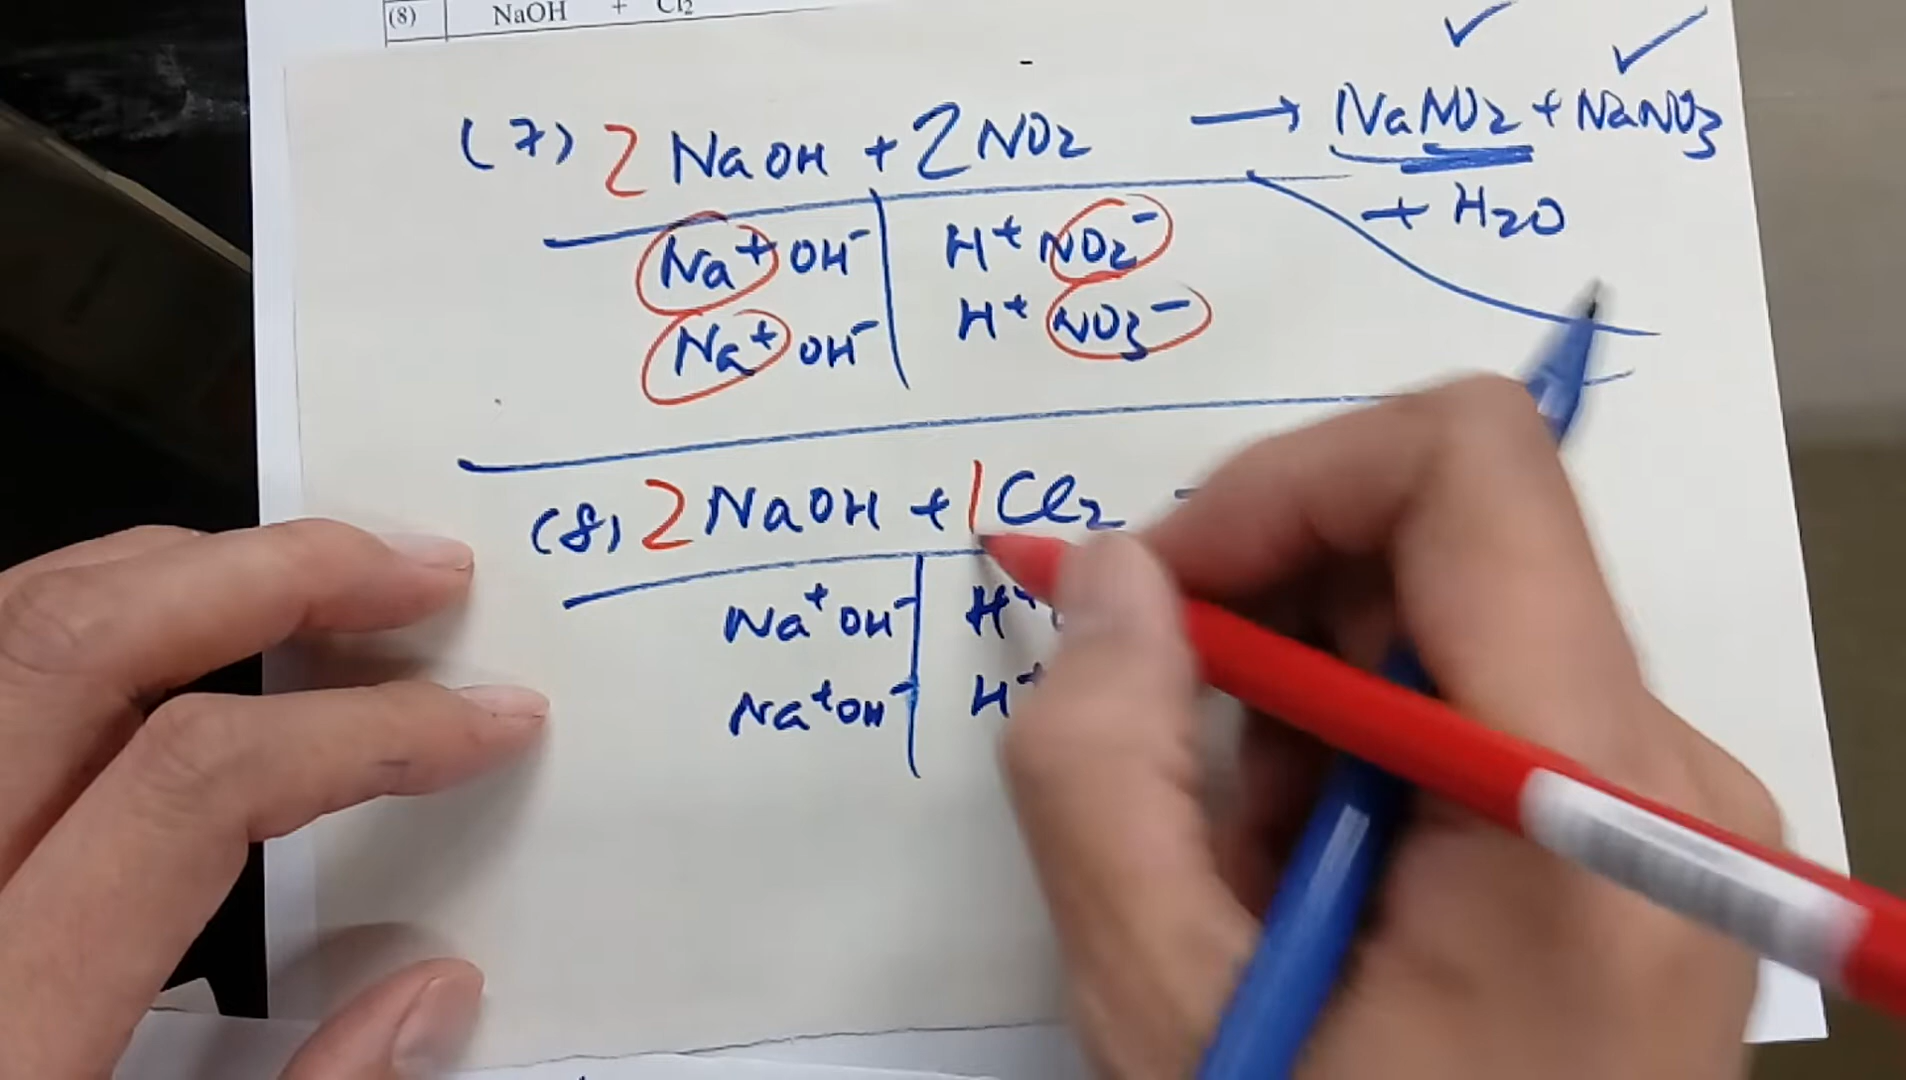 (8) NaOH + Cl₂
(7) 2 NaOH + 2 NO₂ → NaNO₂ + NaNO₃
+ H₂O
Na⁺ OH⁻ H⁺ NO₂⁻
Na⁺ OH⁻ H⁺ NO₃⁻
(8) 2 NaOH + 1 Cl₂
Na⁺ OH⁻ H⁺
Na⁺ OH⁻ H⁺